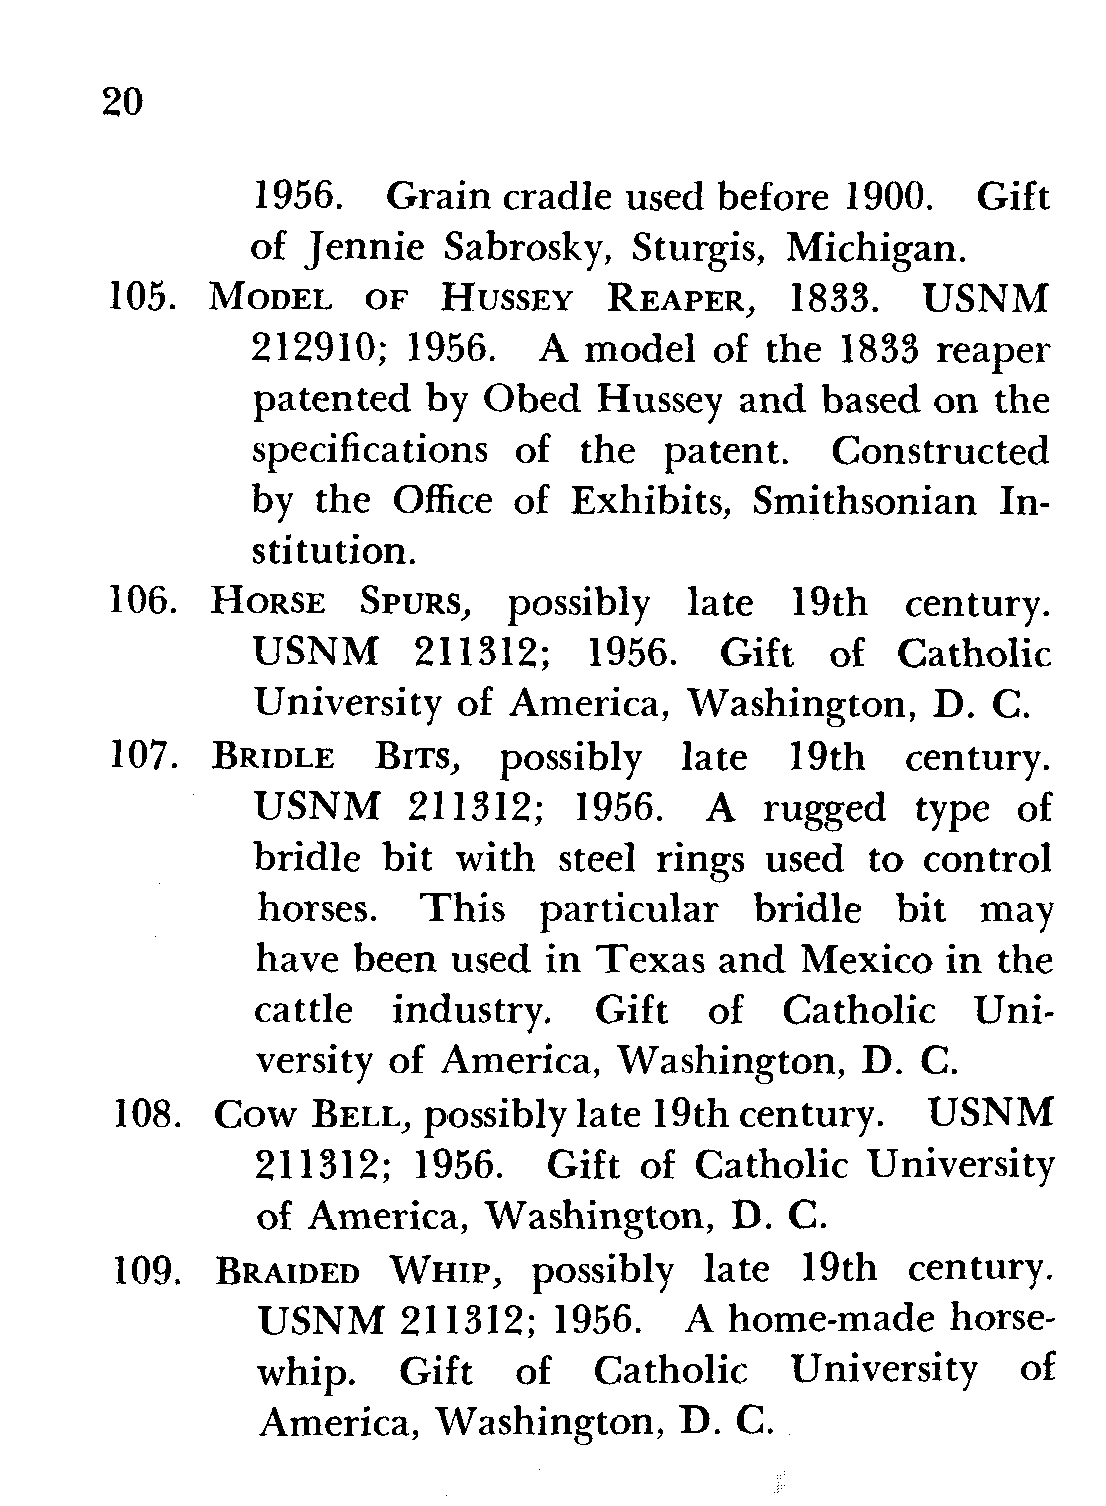 20
1956. Grain cradle used before 1900. Gift
of Jennie Sabrosky, Sturgis, Michigan.
105. Model of Hussey Reaper, 1833. USNM
212910; 1956. A model of the 1833 reaper
patented by Obed Hussey and based on the
specifications of the patent. Constructed
by the Office of Exhibits, Smithsonian In-
stitution.
106. Horse Spurs, possibly late 19th century.
USNM 211312; 1956. Gift of Catholic
University of America, Washington, D. C.
107. Bridle Bits, possibly late 19th century.
USNM 211312; 1956. A rugged type of
bridle bit with steel rings used to control
horses. This particular bridle bit may
have been used in Texas and Mexico in the
cattle industry. Gift of Catholic Uni-
versity of America, Washington, D. C.
108. Cow Bell, possibly late 19th century. USNM
211312; 1956. Gift of Catholic University
of America, Washington, D. C.
109. Braided Whip, possibly late 19th century.
USNM 211312; 1956. A home-made horse-
whip. Gift of Catholic University of
America, Washington, D. C.